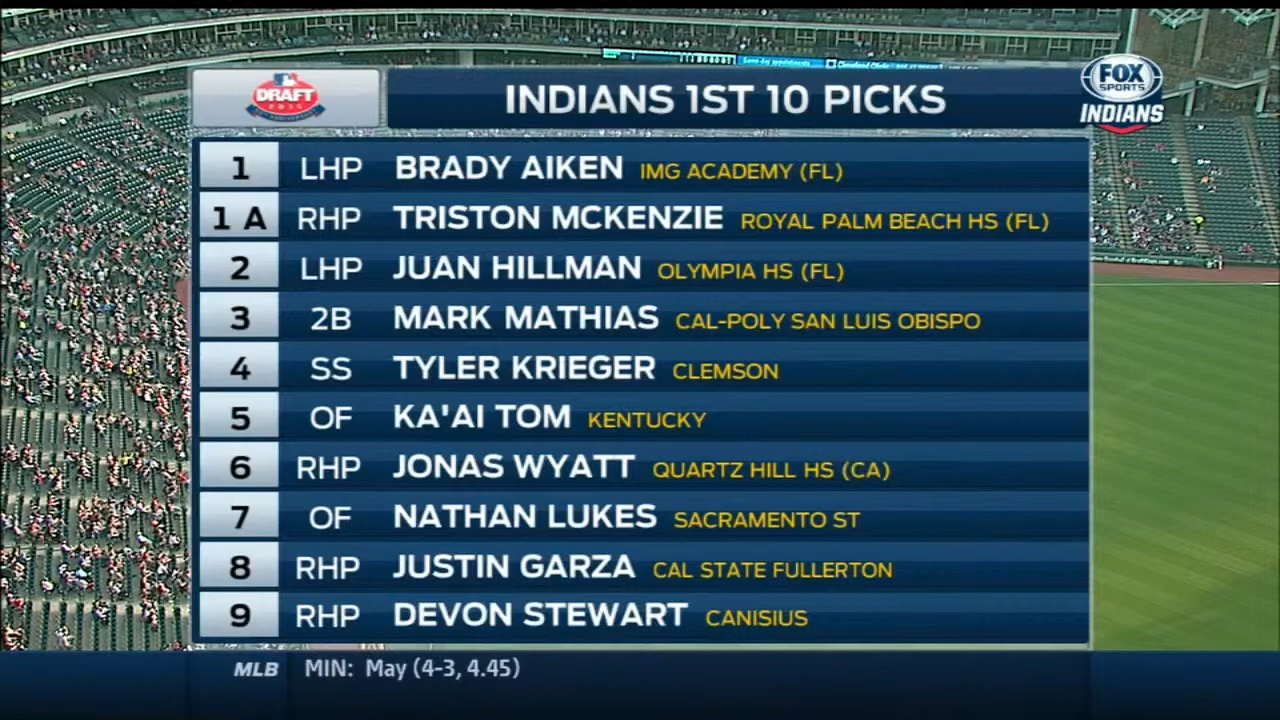 DRAFT
2015
INDIANS 1ST 10 PICKS
FOX
SPORTS
INDIANS
1 LHP BRADY AIKEN IMG ACADEMY (FL)
1 A RHP TRISTON MCKENZIE ROYAL PALM BEACH HS (FL)
2 LHP JUAN HILLMAN OLYMPIA HS (FL)
3 2B MARK MATHIAS CAL-POLY SAN LUIS OBISPO
4 SS TYLER KRIEGER CLEMSON
5 OF KA'AI TOM KENTUCKY
6 RHP JONAS WYATT QUARTZ HILL HS (CA)
7 OF NATHAN LUKES SACRAMENTO ST
8 RHP JUSTIN GARZA CAL STATE FULLERTON
9 RHP DEVON STEWART CANISIUS
MLB MIN: May (4-3, 4.45)